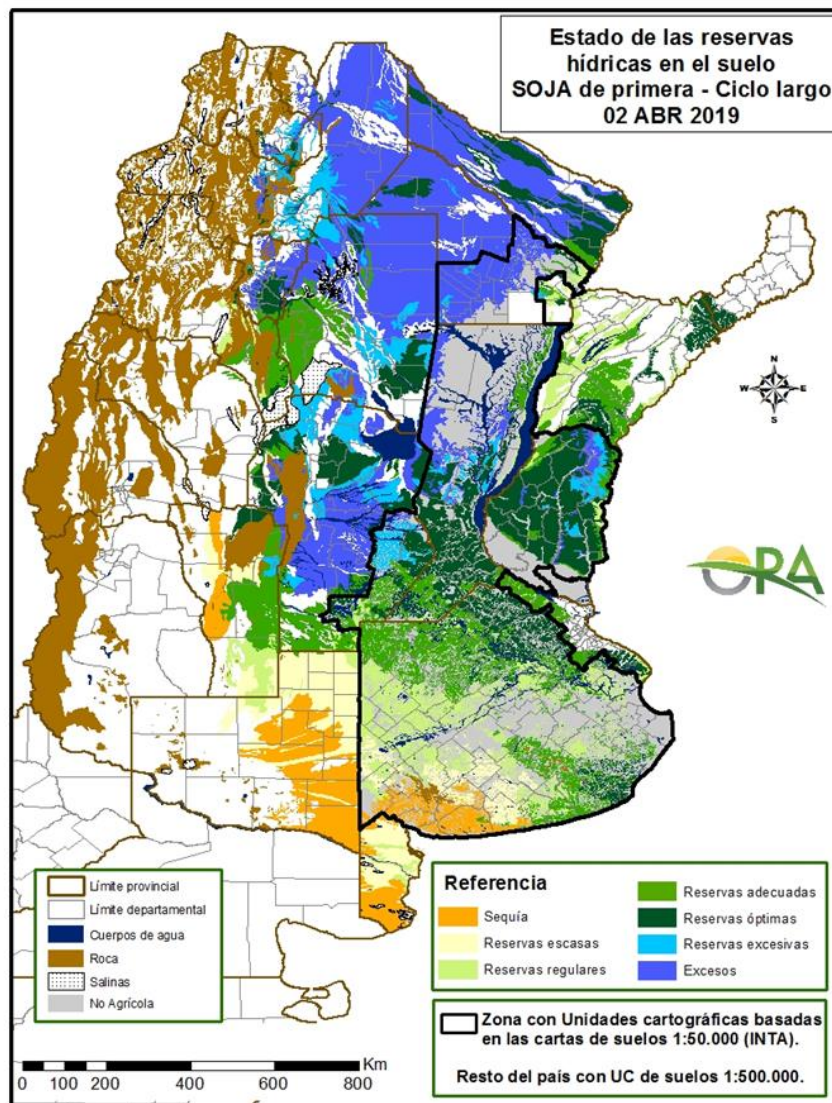 Estado de las reservas
hídricas en el suelo
SOJA de primera - Ciclo largo
02 ABR 2019
N
W
E
S
ORA
Límite provincial
Límite departamental
Cuerpos de agua
Roca
Salinas
No Agrícola
Referencia
Sequía
Reservas escasas
Reservas regulares
Reservas adecuadas
Reservas óptimas
Reservas excesivas
Excesos
Zona con Unidades cartográficas basadas
en las cartas de suelos 1:50.000 (INTA).
Resto del país con UC de suelos 1:500.000.
Km
0 50 100 200 400 600 800